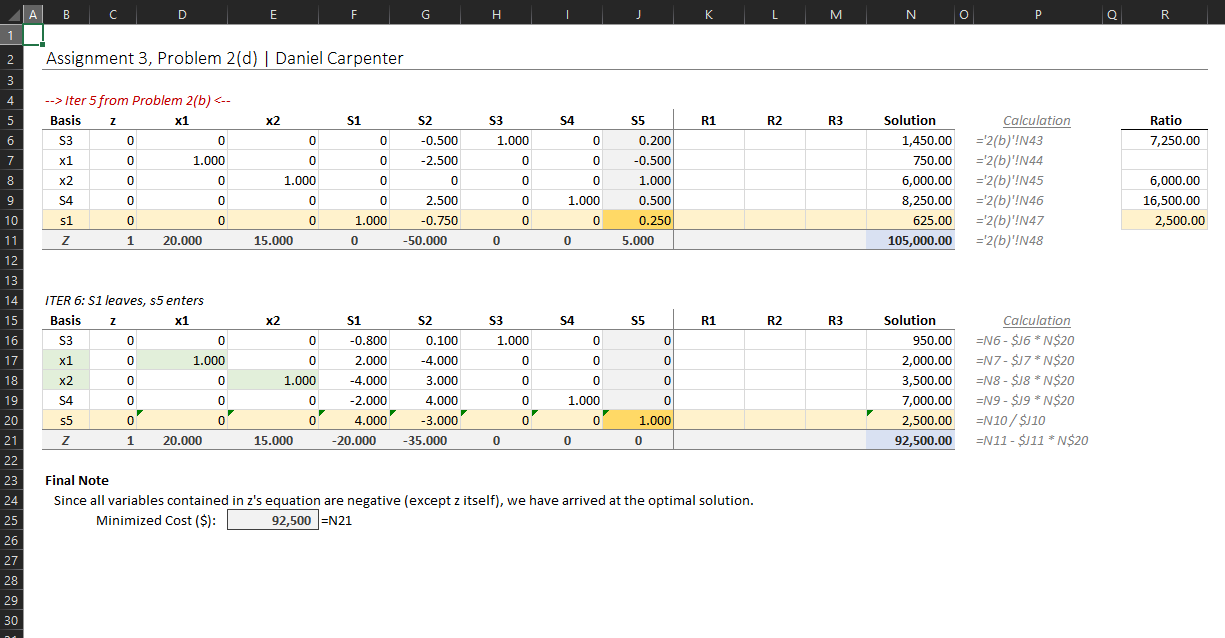 A B C D E F G H I J K L M N O P Q R
1
2 Assignment 3, Problem 2(d) | Daniel Carpenter
3
4 --> Iter 5 from Problem 2(b) <--
5 Basis z x1 x2 S1 S2 S3 S4 S5 R1 R2 R3 Solution Calculation Ratio
6 S3 0 0 0 0 -0.500 1.000 0 0.200 1,450.00 ='2(b)'!N43 7,250.00
7 x1 0 1.000 0 0 -2.500 0 0 -0.500 750.00 ='2(b)'!N44
8 x2 0 0 1.000 0 0 0 0 1.000 6,000.00 ='2(b)'!N45 6,000.00
9 S4 0 0 0 0 2.500 0 1.000 0.500 8,250.00 ='2(b)'!N46 16,500.00
10 s1 0 0 0 1.000 -0.750 0 0 0.250 625.00 ='2(b)'!N47 2,500.00
11 Z 1 20.000 15.000 0 -50.000 0 0 5.000 105,000.00 ='2(b)'!N48
12
13
14 ITER 6: S1 leaves, s5 enters
15 Basis z x1 x2 S1 S2 S3 S4 S5 R1 R2 R3 Solution Calculation
16 S3 0 0 0 -0.800 0.100 1.000 0 0 950.00 =N6 - $J6 * N$20
17 x1 0 1.000 0 2.000 -4.000 0 0 0 2,000.00 =N7 - $J7 * N$20
18 x2 0 0 1.000 -4.000 3.000 0 0 0 3,500.00 =N8 - $J8 * N$20
19 S4 0 0 0 -2.000 4.000 0 1.000 0 7,000.00 =N9 - $J9 * N$20
20 s5 0 0 0 4.000 -3.000 0 0 1.000 2,500.00 =N10 / $J10
21 Z 1 20.000 15.000 -20.000 -35.000 0 0 0 92,500.00 =N11 - $J11 * N$20
22
23 Final Note
24 Since all variables contained in z's equation are negative (except z itself), we have arrived at the optimal solution.
25 Minimized Cost ($): 92,500 =N21
26
27
28
29
30